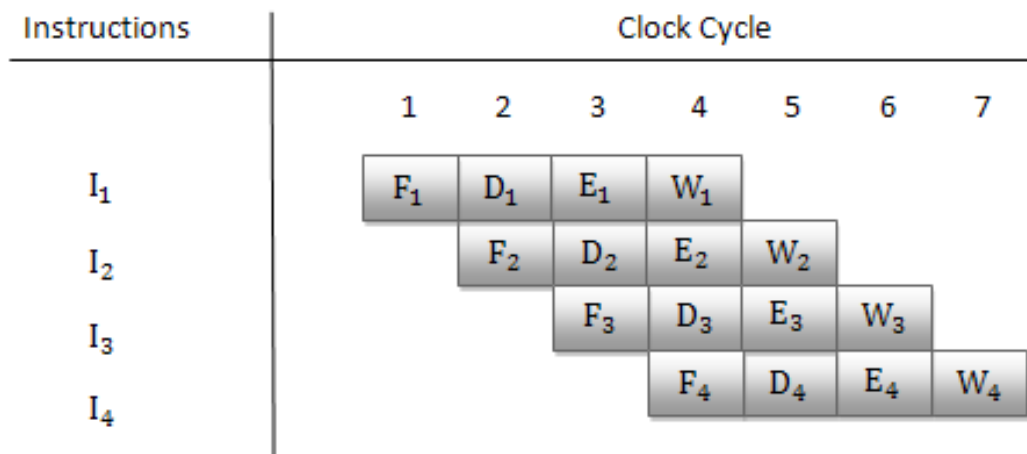 Instructions Clock Cycle
1 2 3 4 5 6 7
I₁ F₁ D₁ E₁ W₁
I₂ F₂ D₂ E₂ W₂
I₃ F₃ D₃ E₃ W₃
I₄ F₄ D₄ E₄ W₄